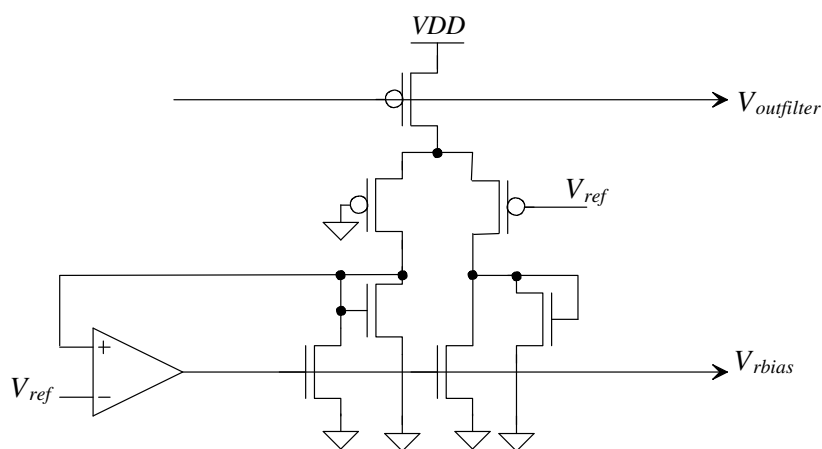 VDD
Voutfilter
Vref
+
Vref
−
Vrbias